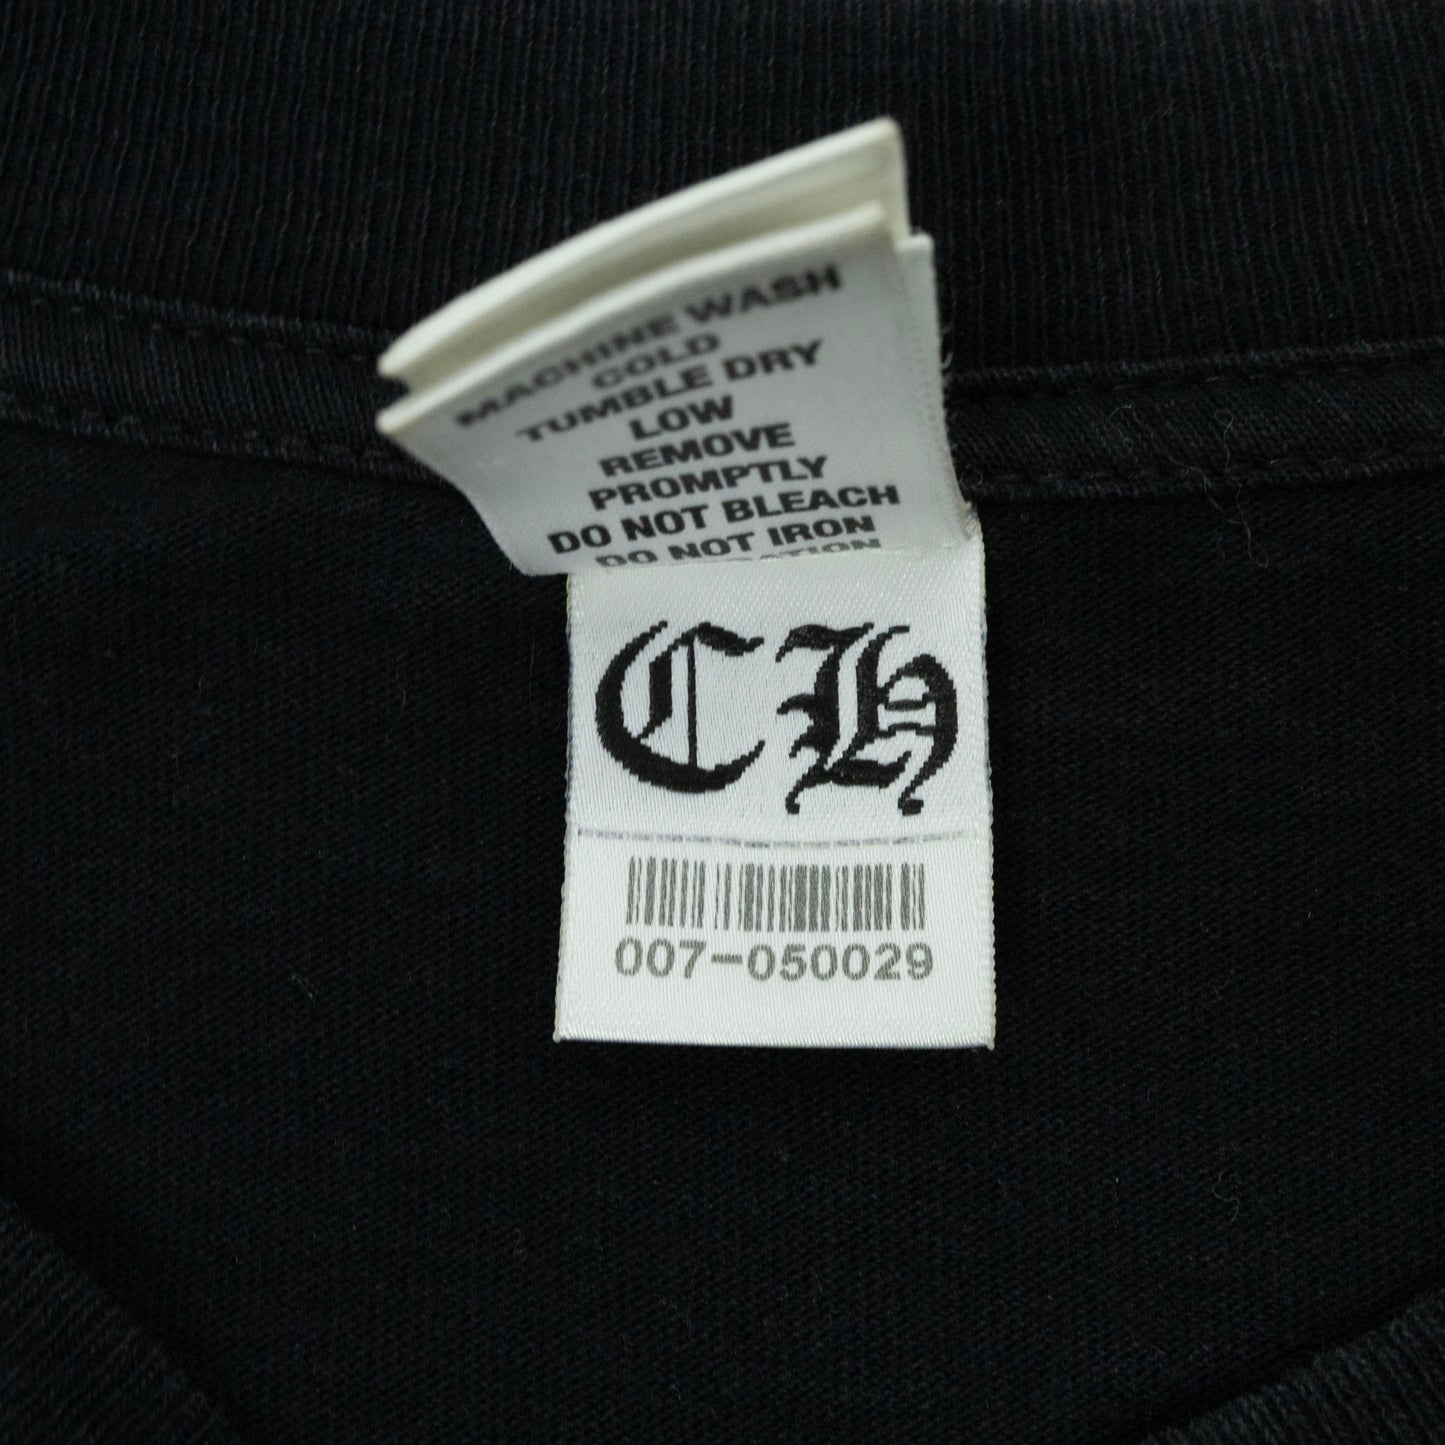 MACHINE WASH
COLD
TUMBLE DRY
LOW
REMOVE
PROMPTLY
DO NOT BLEACH
DO NOT IRON
CH
007-050029